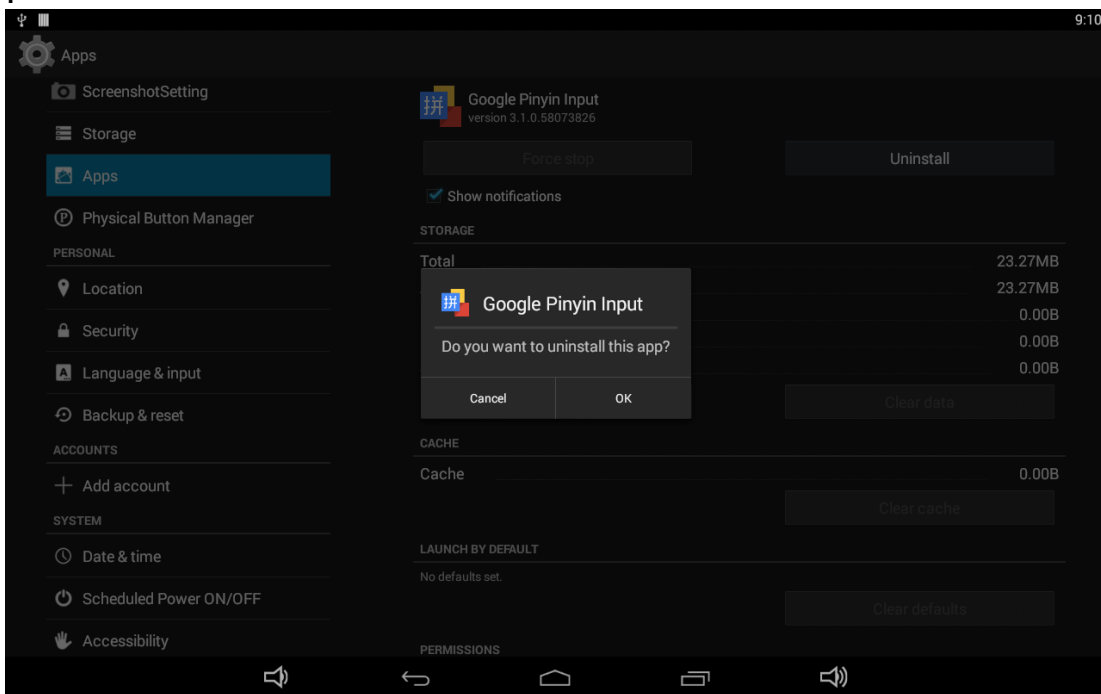 9:10
Apps
ScreenshotSetting
Storage
Apps
Physical Button Manager
PERSONAL
Location
Security
Language & input
Backup & reset
ACCOUNTS
Add account
SYSTEM
Date & time
Scheduled Power ON/OFF
Accessibility
拼 Google Pinyin Input
version 3.1.0.58073826
Force stop Uninstall
Show notifications
STORAGE
Total 23.27MB
23.27MB
0.00B
0.00B
0.00B
Clear data
拼 Google Pinyin Input
Do you want to uninstall this app?
Cancel OK
CACHE
Cache 0.00B
Clear cache
LAUNCH BY DEFAULT
No defaults set.
Clear defaults
PERMISSIONS